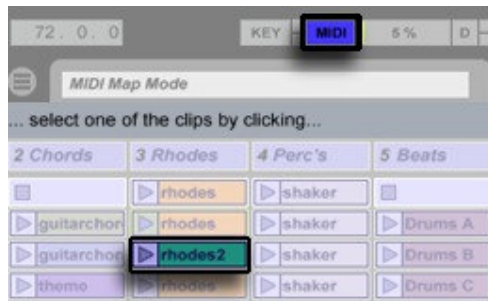 72. 0. 0 KEY MIDI 5 % D
MIDI Map Mode
... select one of the clips by clicking...
2 Chords 3 Rhodes 4 Perc's 5 Beats
rhodes shaker
guitarchor rhodes shaker Drums A
guitarchor rhodes2 shaker Drums B
theme rhodes shaker Drums C